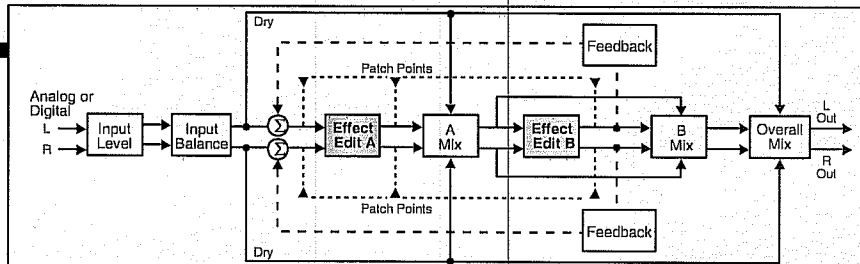 Dry
Feedback
Patch Points
Analog or
Digital
L
R
Input
Level
Input
Balance
Σ
Σ
Effect
Edit A
A
Mix
Effect
Edit B
B
Mix
Overall
Mix
L
Out
R
Out
Patch Points
Feedback
Dry